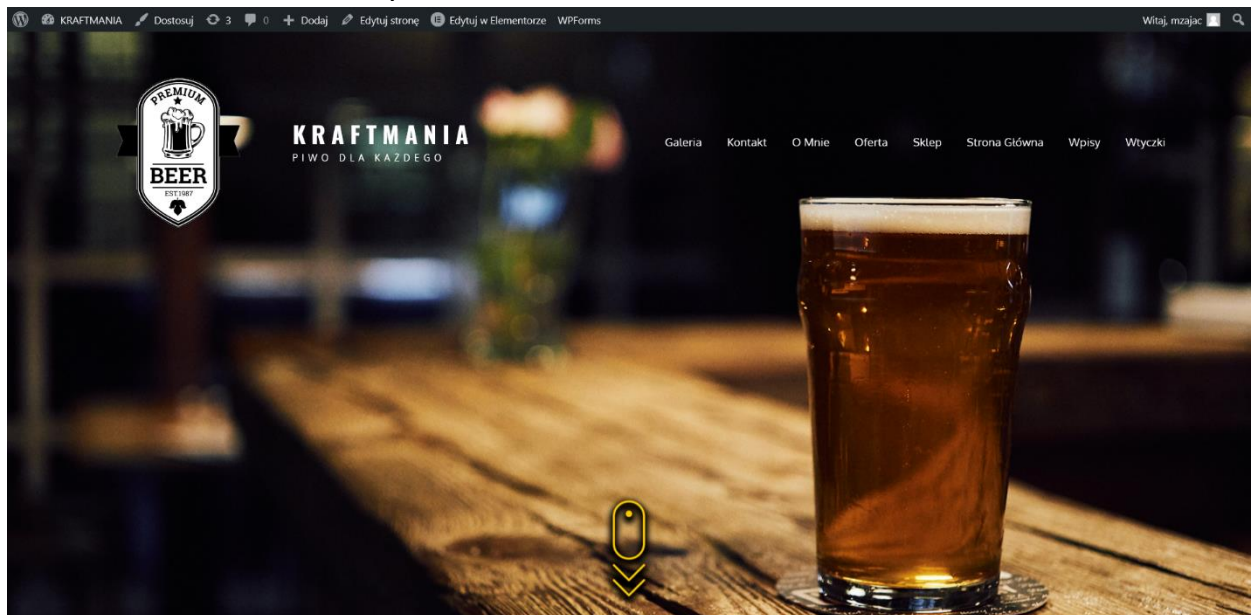 KRAFTMANIA Dostosuj 3 0 Dodaj Edytuj stronę Edytuj w Elementorze WPForms Witaj, mzajac
PREMIUM
BEER
EST.1987
KRAFTMANIA
PIWO DLA KAŻDEGO
Galeria Kontakt O Mnie Oferta Sklep Strona Główna Wpisy Wtyczki